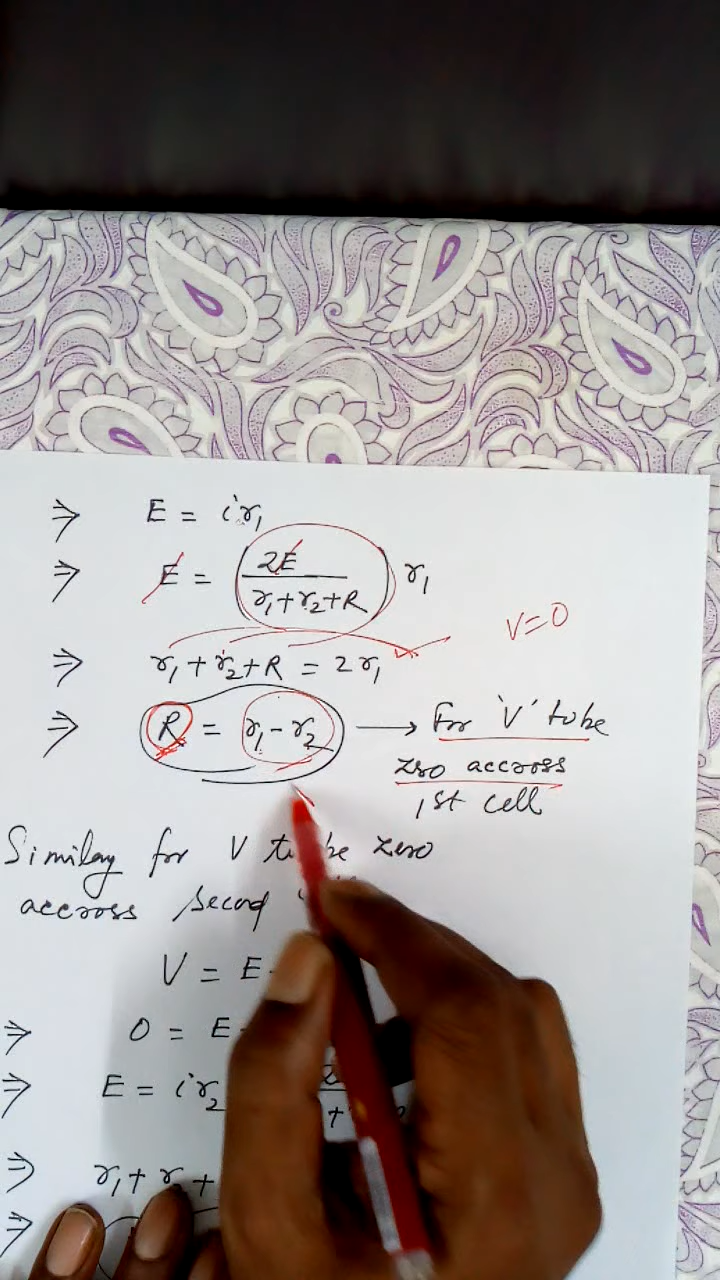 ⇒ E = ir₁
⇒ E = (2E / r₁+r₂+R) r₁
V=0
⇒ r₁+r₂+R = 2r₁
⇒ R = r₁-r₂ → For 'V' to be
zero accross
1st cell
Similay for V to be zero
accross second
V = E-
⇒ 0 = E-
⇒ E = ir₂
⇒ r₁+r +
⇒